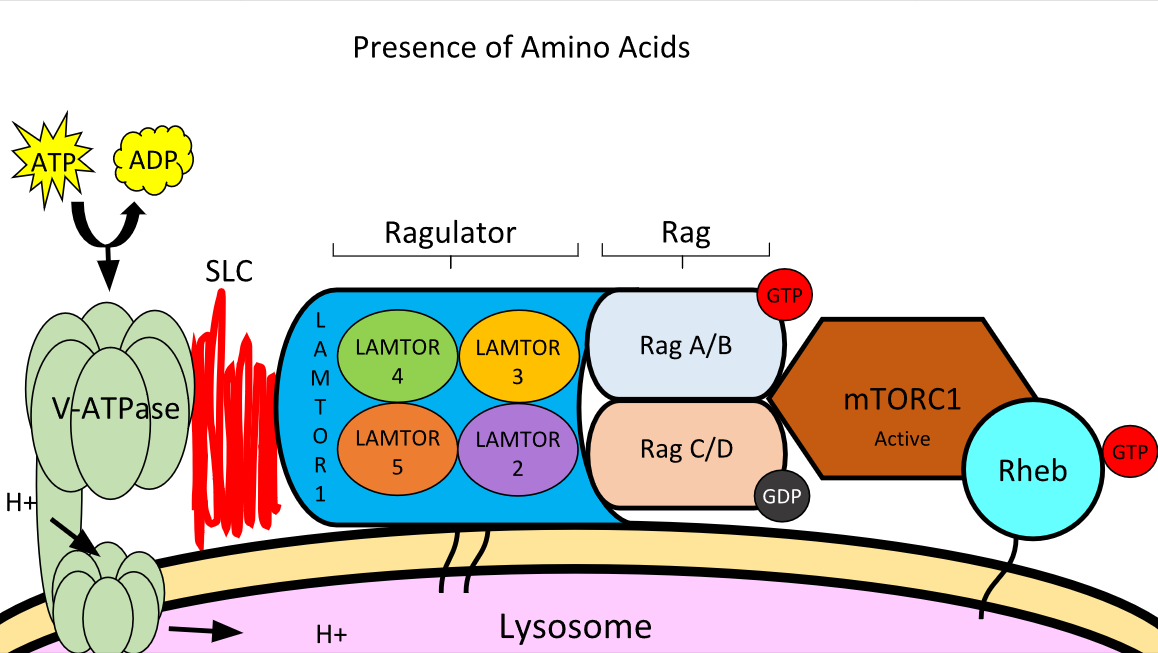 Presence of Amino Acids
ATP
ADP
Ragulator
Rag
SLC
GTP
LAMTOR1
LAMTOR
4
LAMTOR
3
LAMTOR
5
LAMTOR
2
Rag A/B
Rag C/D
GDP
mTORC1
Active
Rheb
GTP
V-ATPase
H+
H+
Lysosome